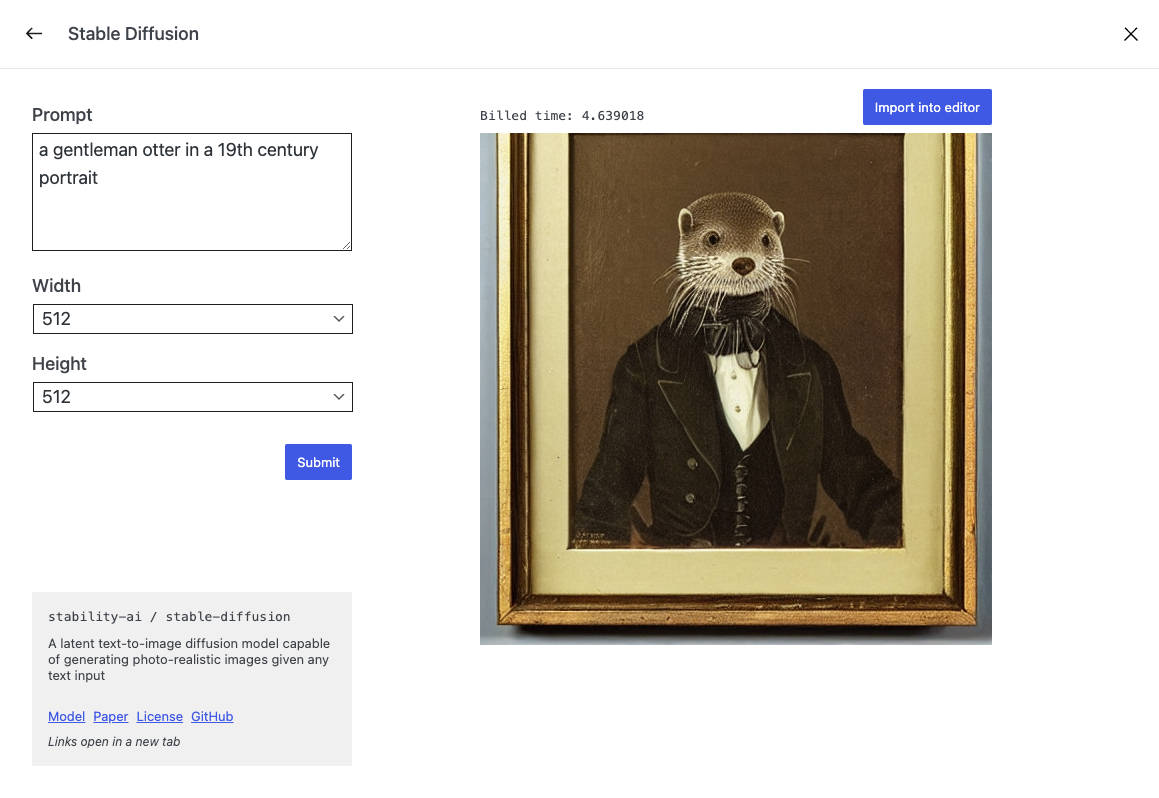 Stable Diffusion
Prompt
a gentleman otter in a 19th century
portrait
Width
512
Height
512
Submit
stability-ai / stable-diffusion
A latent text-to-image diffusion model capable
of generating photo-realistic images given any
text input
Model Paper License GitHub
Links open in a new tab
Billed time: 4.639018
Import into editor